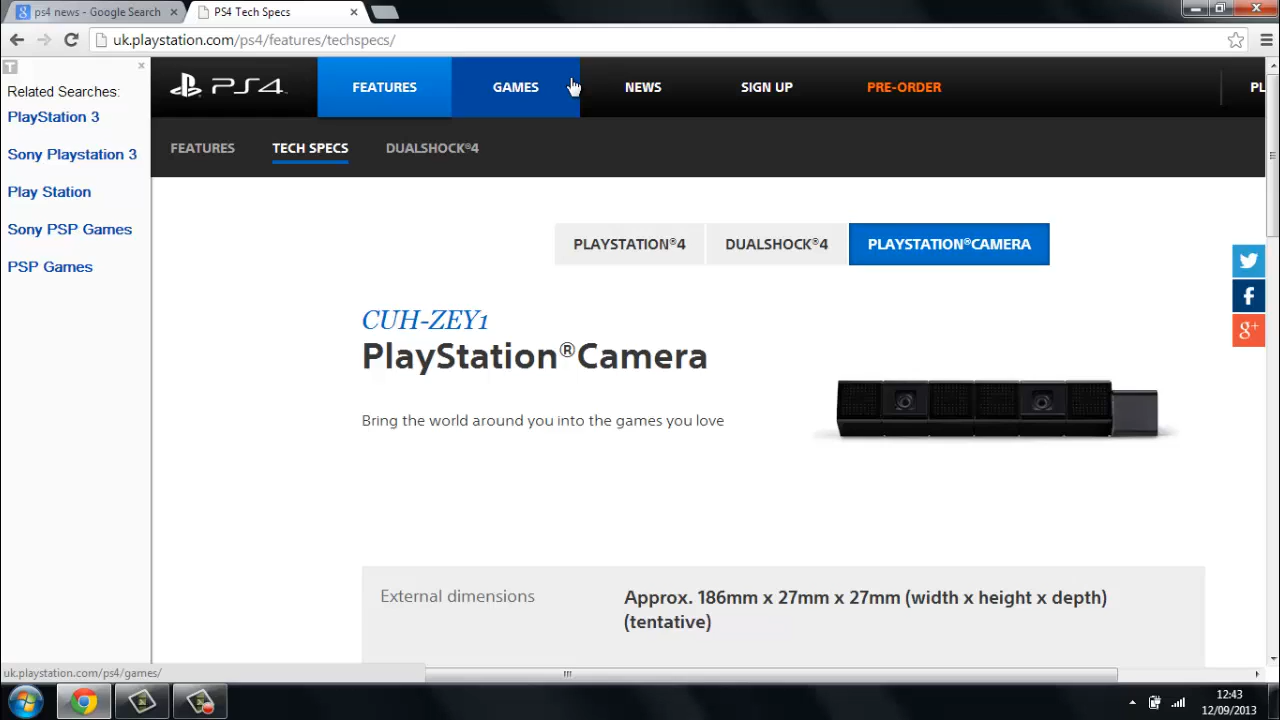 ps4 news - Google Search
PS4 Tech Specs
uk.playstation.com/ps4/features/techspecs/
T
Related Searches:
PlayStation 3
Sony Playstation 3
Play Station
Sony PSP Games
PSP Games
PS4
FEATURES
GAMES
NEWS
SIGN UP
PRE-ORDER
PL
FEATURES
TECH SPECS
DUALSHOCK®4
PLAYSTATION®4
DUALSHOCK®4
PLAYSTATION®CAMERA
CUH-ZEY1
PlayStation®Camera
Bring the world around you into the games you love
External dimensions
Approx. 186mm x 27mm x 27mm (width x height x depth)
(tentative)
uk.playstation.com/ps4/games/
12:43
12/09/2013